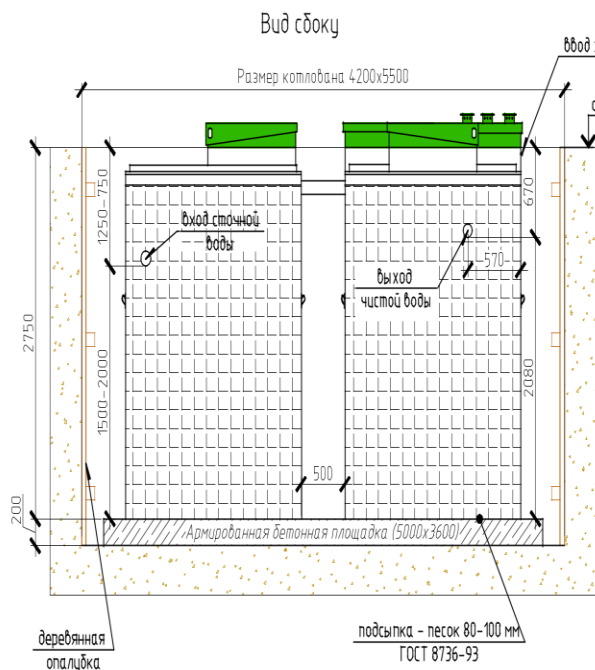 Вид сбоку
ввод
Размер котлована 4200х5500
1250-750
670
вход сточной
воды
выход
чистой воды
570
2750
1500-2000
2080
500
200
Армированная бетонная площадка (5000х3600)
деревянная
опалубка
подсыпка - песок 80-100 мм
ГОСТ 8736-93